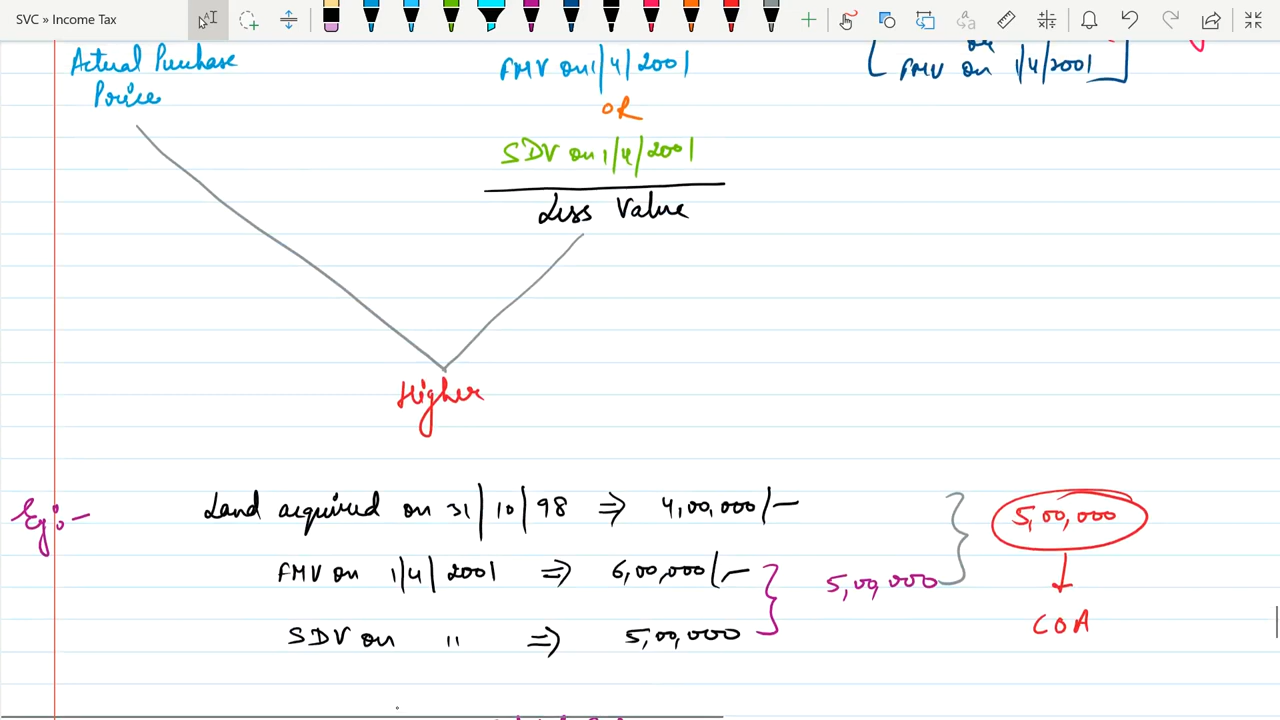 SVC » Income Tax
Actual Purchase
Price
FMV on 1/4/2001
OR
SDV on 1/4/2001
Less Value
or
FMV on 1/4/2001
Higher
Eg:-
Land acquired on 31/10/98 ⇒ 4,00,000/-
FMV on 1/4/2001 ⇒ 6,00,000/-
SDV on " ⇒ 5,00,000
5,00,000
5,00,000
COA